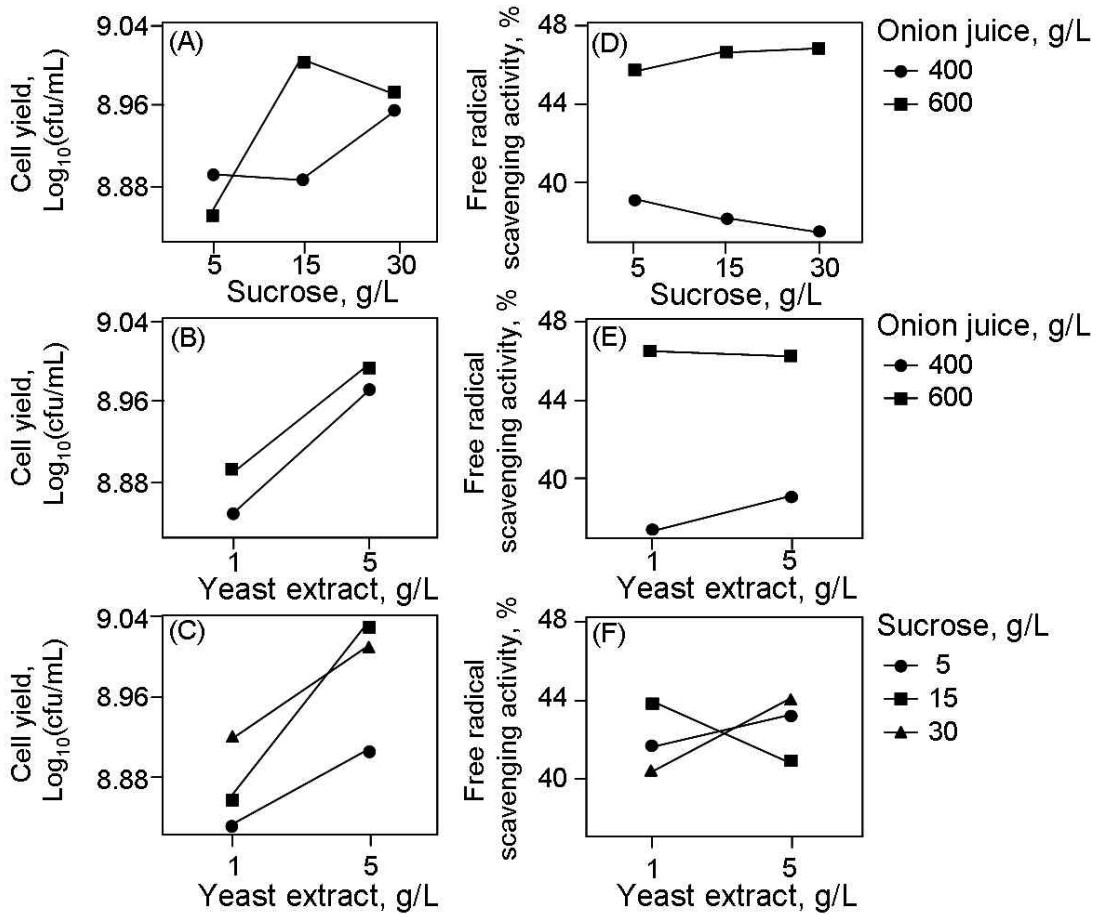 Cell yield,
Log10(cfu/mL)
9.04
8.96
8.88
(A)
5 15 30
Sucrose, g/L
Free radical
scavenging activity, %
48
44
40
(D)
5 15 30
Sucrose, g/L
Onion juice, g/L
400
600
Cell yield,
Log10(cfu/mL)
9.04
8.96
8.88
(B)
1 5
Yeast extract, g/L
Free radical
scavenging activity, %
48
44
40
(E)
1 5
Yeast extract, g/L
Onion juice, g/L
400
600
Cell yield,
Log10(cfu/mL)
9.04
8.96
8.88
(C)
1 5
Yeast extract, g/L
Free radical
scavenging activity, %
48
44
40
(F)
1 5
Yeast extract, g/L
Sucrose, g/L
5
15
30